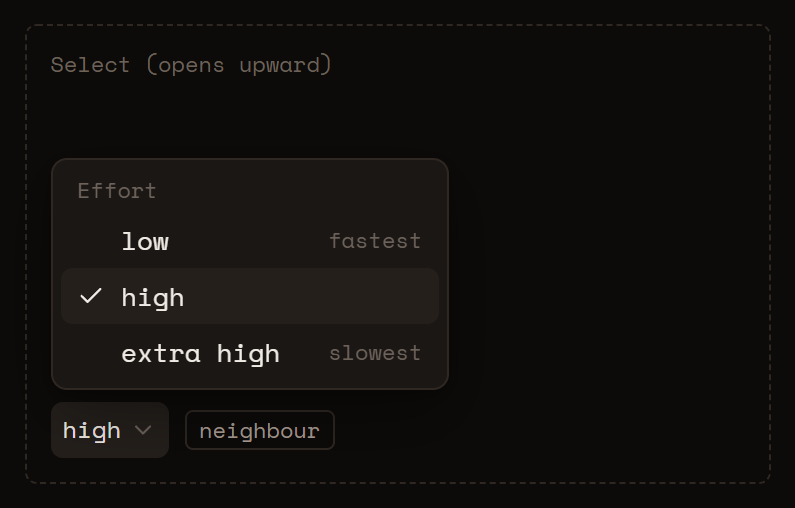 Select (opens upward)
Effort
low fastest
high
extra high slowest
high neighbour